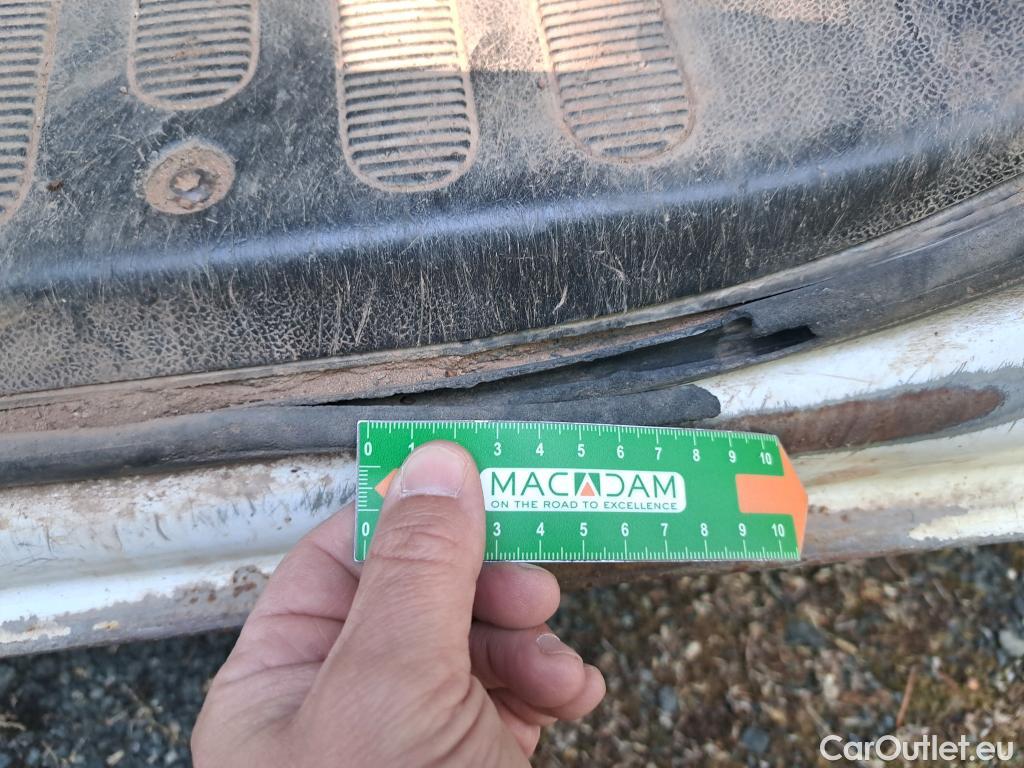 0 1 3 4 5 6 7 8 9 10
MACADAM
ON THE ROAD TO EXCELLENCE
0 3 4 5 6 7 8 9 10
CarOutlet.eu